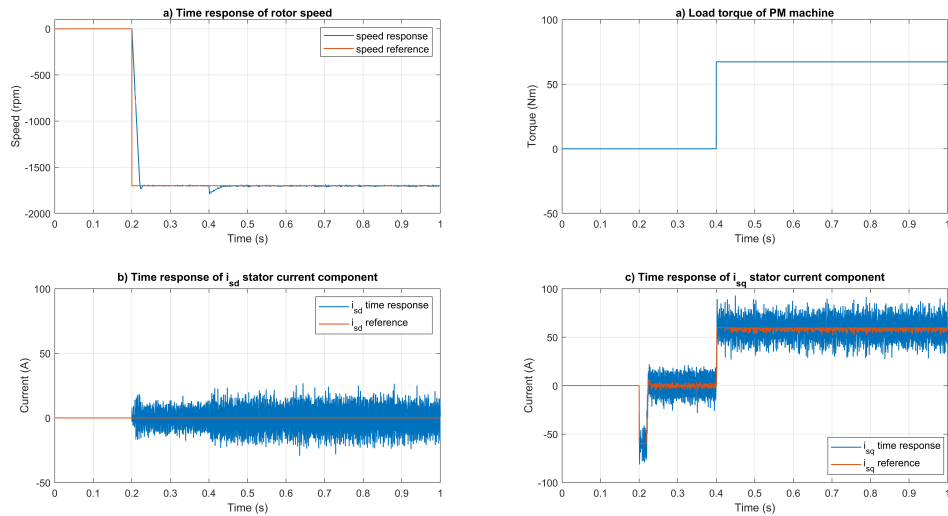 a) Time response of rotor speed
speed response
speed reference
0
-500
-1000
-1500
-2000
Speed (rpm)
0 0.1 0.2 0.3 0.4 0.5 0.6 0.7 0.8 0.9 1
Time (s)
a) Load torque of PM machine
100
50
0
-50
Torque (Nm)
0 0.1 0.2 0.3 0.4 0.5 0.6 0.7 0.8 0.9 1
Time (s)
b) Time response of i_sd stator current component
i_sd time response
i_sd reference
100
50
0
-50
Current (A)
0 0.1 0.2 0.3 0.4 0.5 0.6 0.7 0.8 0.9 1
Time (s)
c) Time response of i_sq stator current component
100
50
0
-50
-100
Current (A)
i_sq time response
i_sq reference
0 0.1 0.2 0.3 0.4 0.5 0.6 0.7 0.8 0.9 1
Time (s)